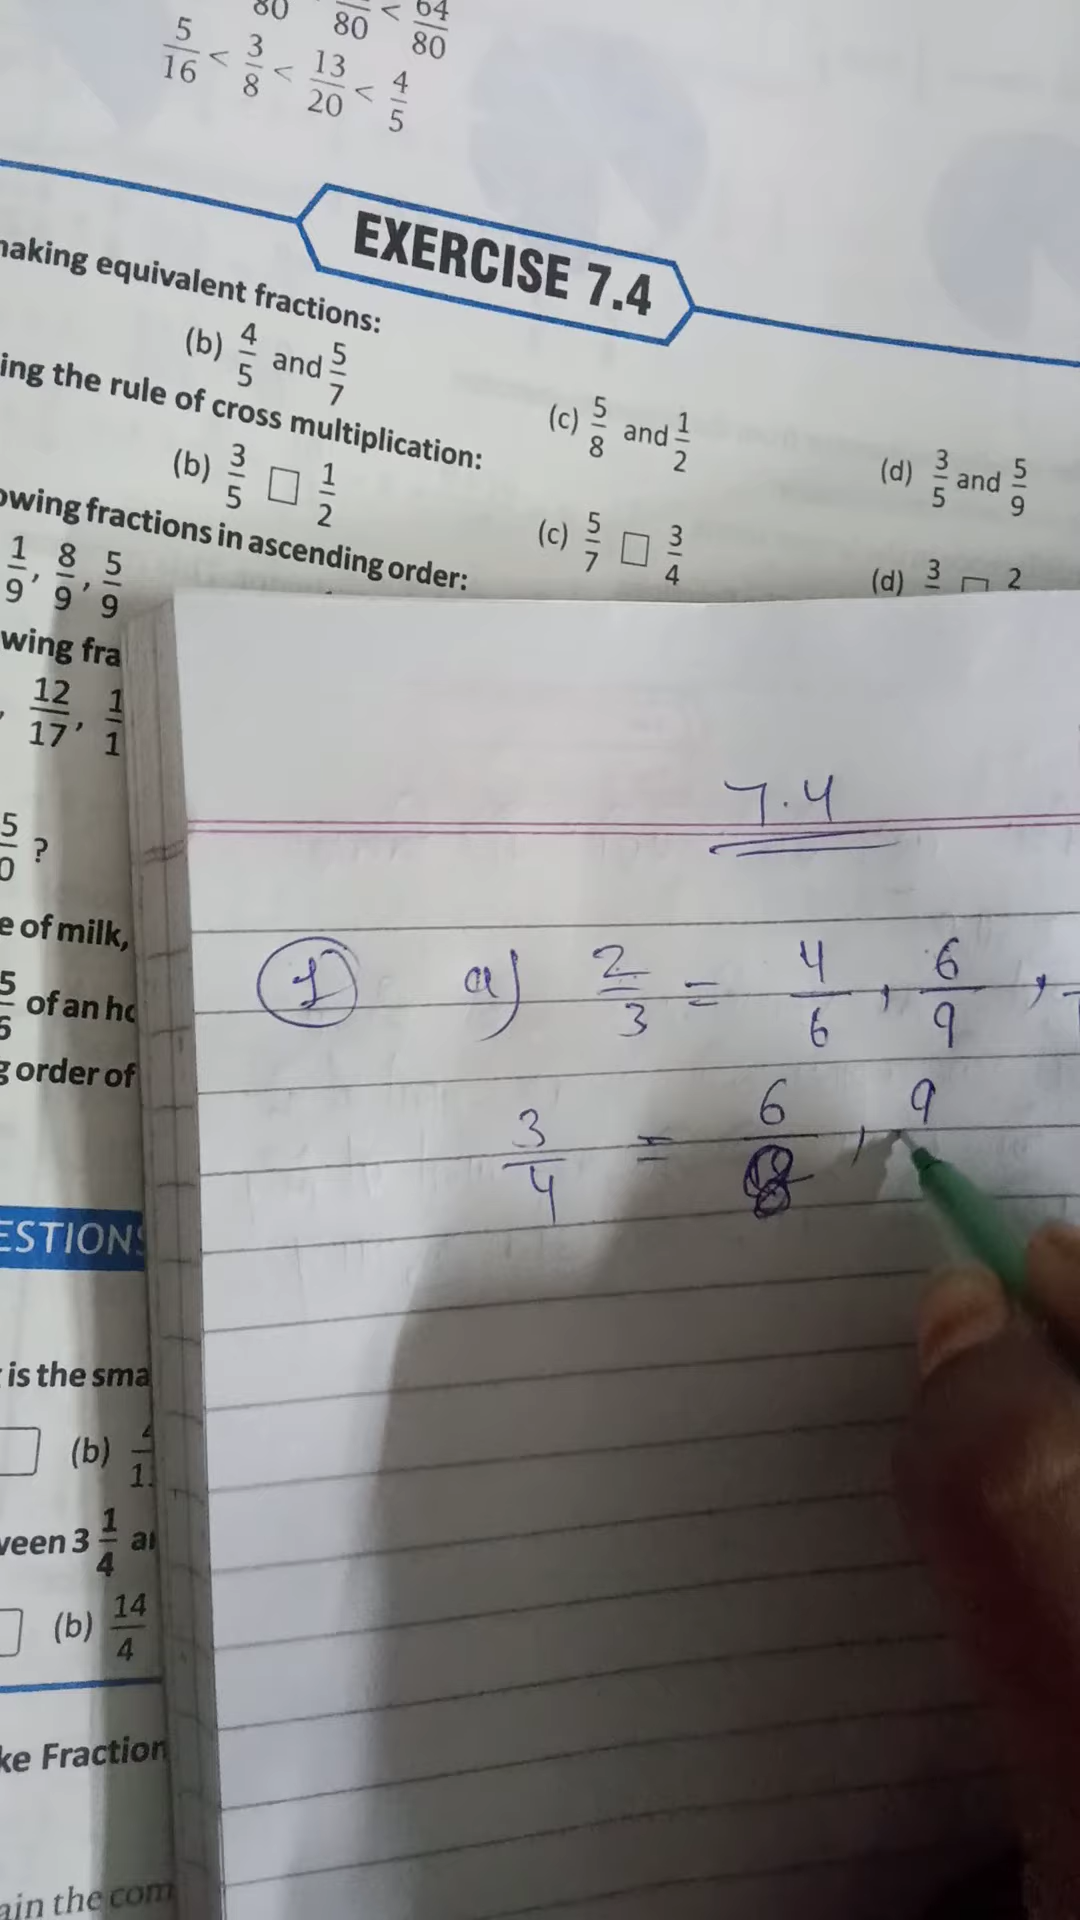 80 80 < 64/80
5/16 < 3/8 < 13/20 < 4/5
EXERCISE 7.4
making equivalent fractions:
(b) 4/5 and 5/7 (c) 5/8 and 1/2 (d) 3/5 and 5/9
ing the rule of cross multiplication:
(b) 3/5 □ 1/2 (c) 5/7 □ 3/4 (d) 3 □ 2
owing fractions in ascending order:
1/9, 8/9, 5/9
wing fra
, 12/17, 1/1
5/0 ?
e of milk,
5/6 of an ho
g order of
ESTIONS
is the sma
(b)
ween 3 1/4 a
(b) 14/4
ke Fraction
ain the com
7.4
1 a) 2/3 = 4/6, 6/9,
3/4 = 6/8, 9